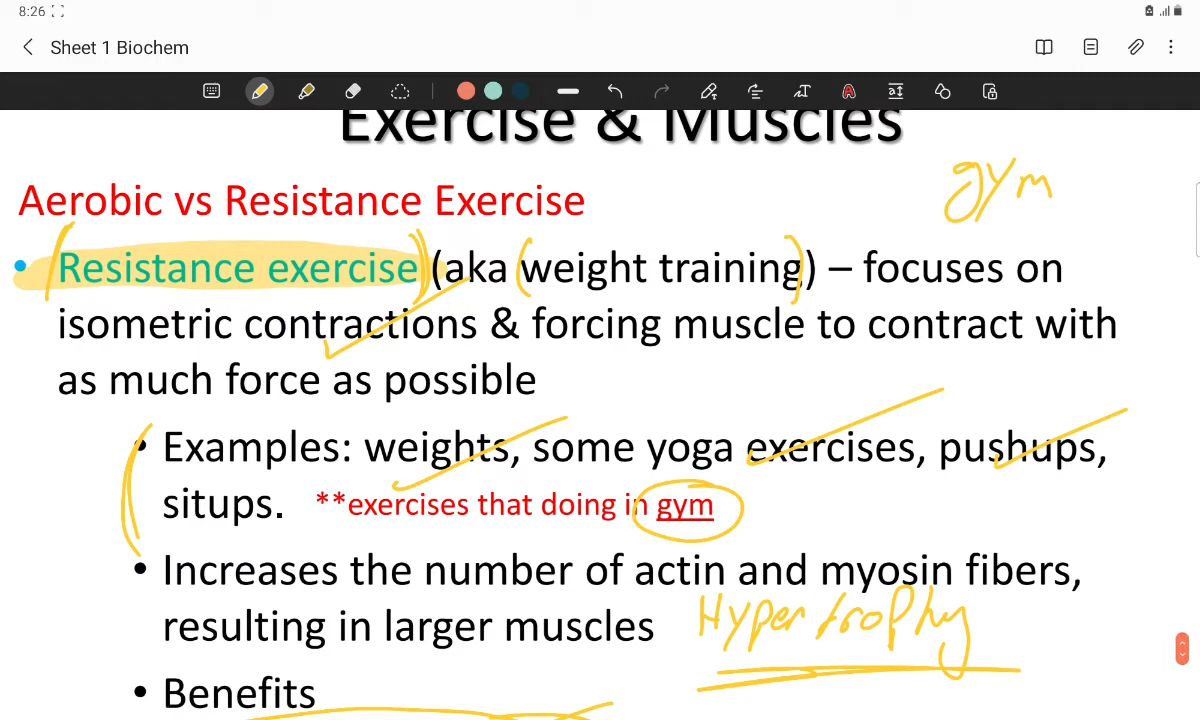 8:26
Sheet 1 Biochem
Exercise & Muscles
gym
Aerobic vs Resistance Exercise
• Resistance exercise (aka (weight training) – focuses on
isometric contractions & forcing muscle to contract with
as much force as possible
• Examples: weights, some yoga exercises, pushups,
situps. **exercises that doing in gym
• Increases the number of actin and myosin fibers,
resulting in larger muscles Hypertrophy
• Benefits